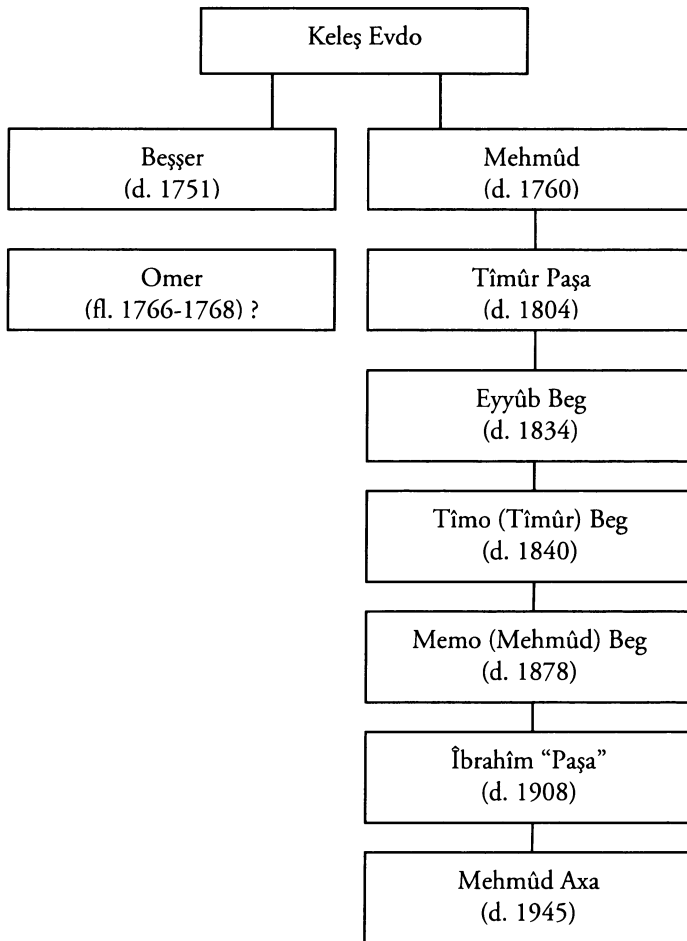 Keleş Evdo
Beşşer
(d. 1751)
Mehmûd
(d. 1760)
Omer
(fl. 1766-1768) ?
Tîmûr Paşa
(d. 1804)
Eyyûb Beg
(d. 1834)
Tîmo (Tîmûr) Beg
(d. 1840)
Memo (Mehmûd) Beg
(d. 1878)
Îbrahîm “Paşa”
(d. 1908)
Mehmûd Axa
(d. 1945)